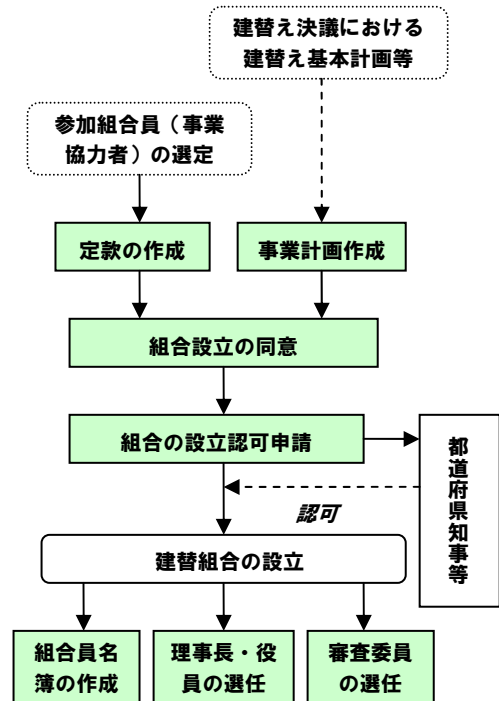 建替え決議における
建替え基本計画等
参加組合員（事業
協力者）の選定
定款の作成
事業計画作成
組合設立の同意
組合の設立認可申請
都道府県知事等
認可
建替組合の設立
組合員名
簿の作成
理事長・役
員の選任
審査委員
の選任